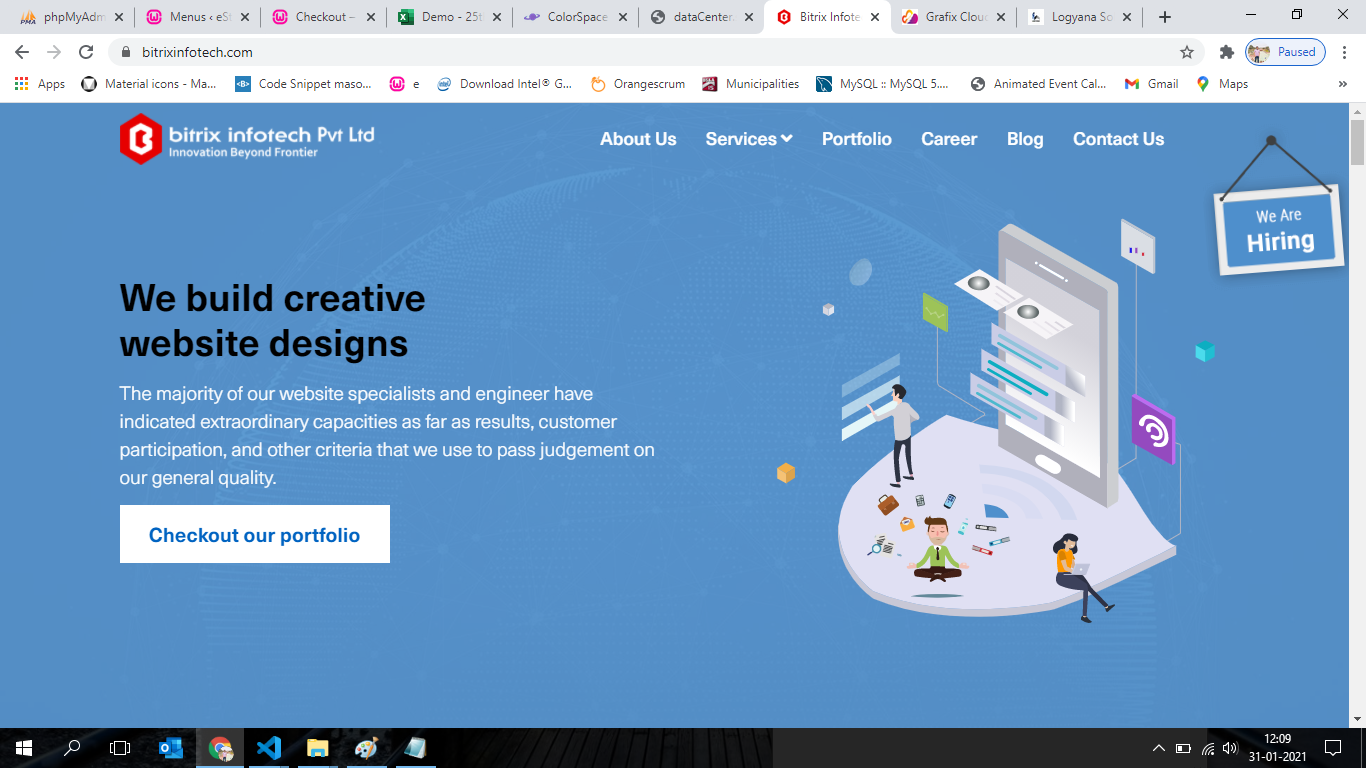 phpMyAdm
Menus ‹ eS
Checkout –
Demo - 25t
ColorSpace
dataCenter.
Bitrix Infote
Grafix Clou
Logyana So
bitrixinfotech.com
Paused
Apps
Material icons - Ma...
Code Snippet maso...
e
Download Intel® G...
Orangescrum
Municipalities
MySQL :: MySQL 5....
Animated Event Cal...
Gmail
Maps
»
bitrix infotech Pvt Ltd
Innovation Beyond Frontier
About Us
Services
Portfolio
Career
Blog
Contact Us
We Are
Hiring
We build creative
website designs
The majority of our website specialists and engineer have
indicated extraordinary capacities as far as results, customer
participation, and other criteria that we use to pass judgement on
our general quality.
Checkout our portfolio
12:09
31-01-2021